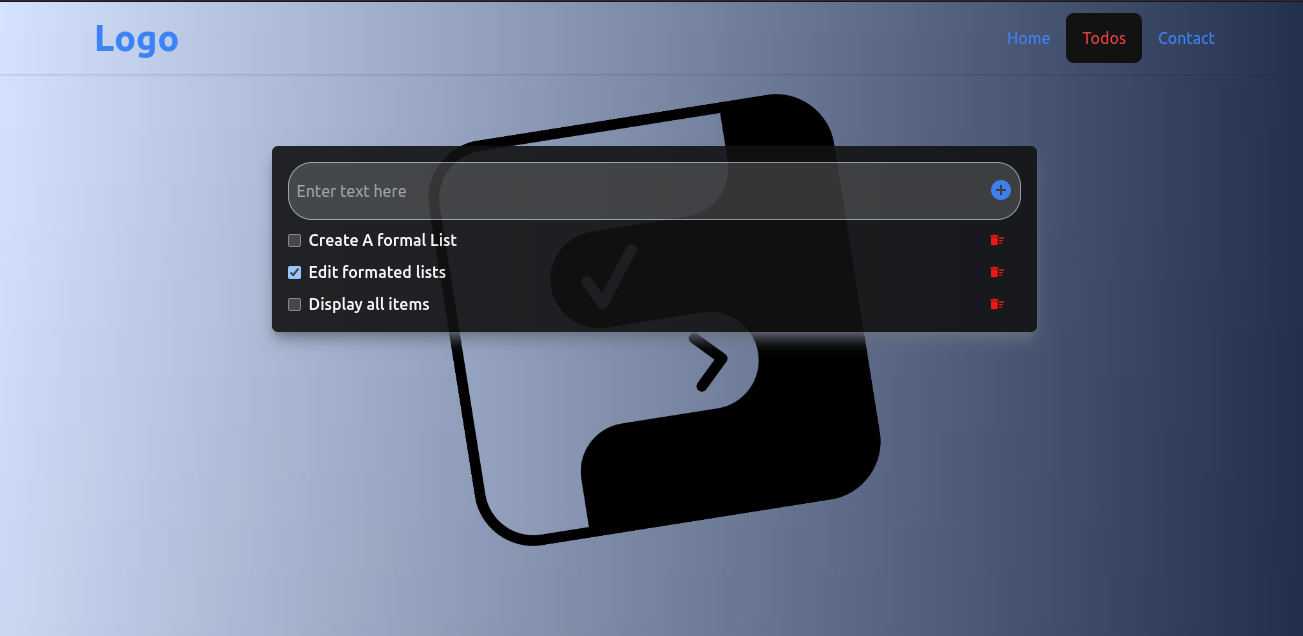 Logo
Home Todos Contact
Enter text here
Create A formal List
Edit formated lists
Display all items